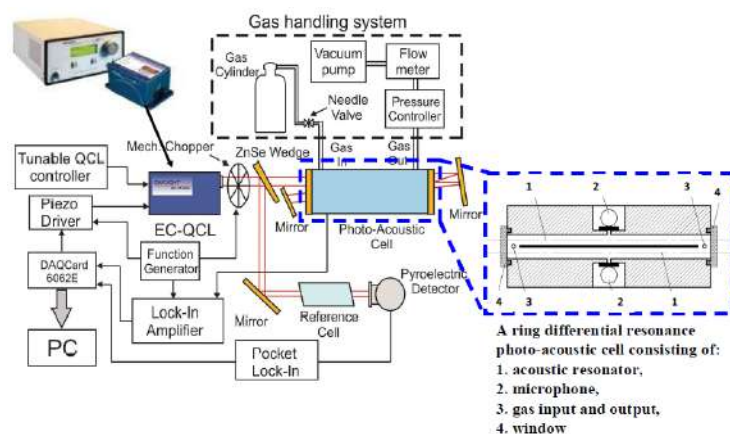 Gas handling system
Gas
Cylinder
Vacuum
pump
Flow
meter
Needle
Valve
Pressure
Controller
Mech. Chopper
ZnSe Wedge
Gas
In
Gas
Out
Tunable QCL
controller
Piezo
Driver
EC-QCL
Mirror
Photo-Acoustic
Cell
Mirror
Function
Generator
DAQCard
6062E
Lock-In
Amplifier
Mirror
Reference
Cell
Pyroelectric
Detector
PC
Pocket
Lock-In
1
2
3
4
4
3
2
1
A ring differential resonance
photo-acoustic cell consisting of:
1. acoustic resonator,
2. microphone,
3. gas input and output,
4. window